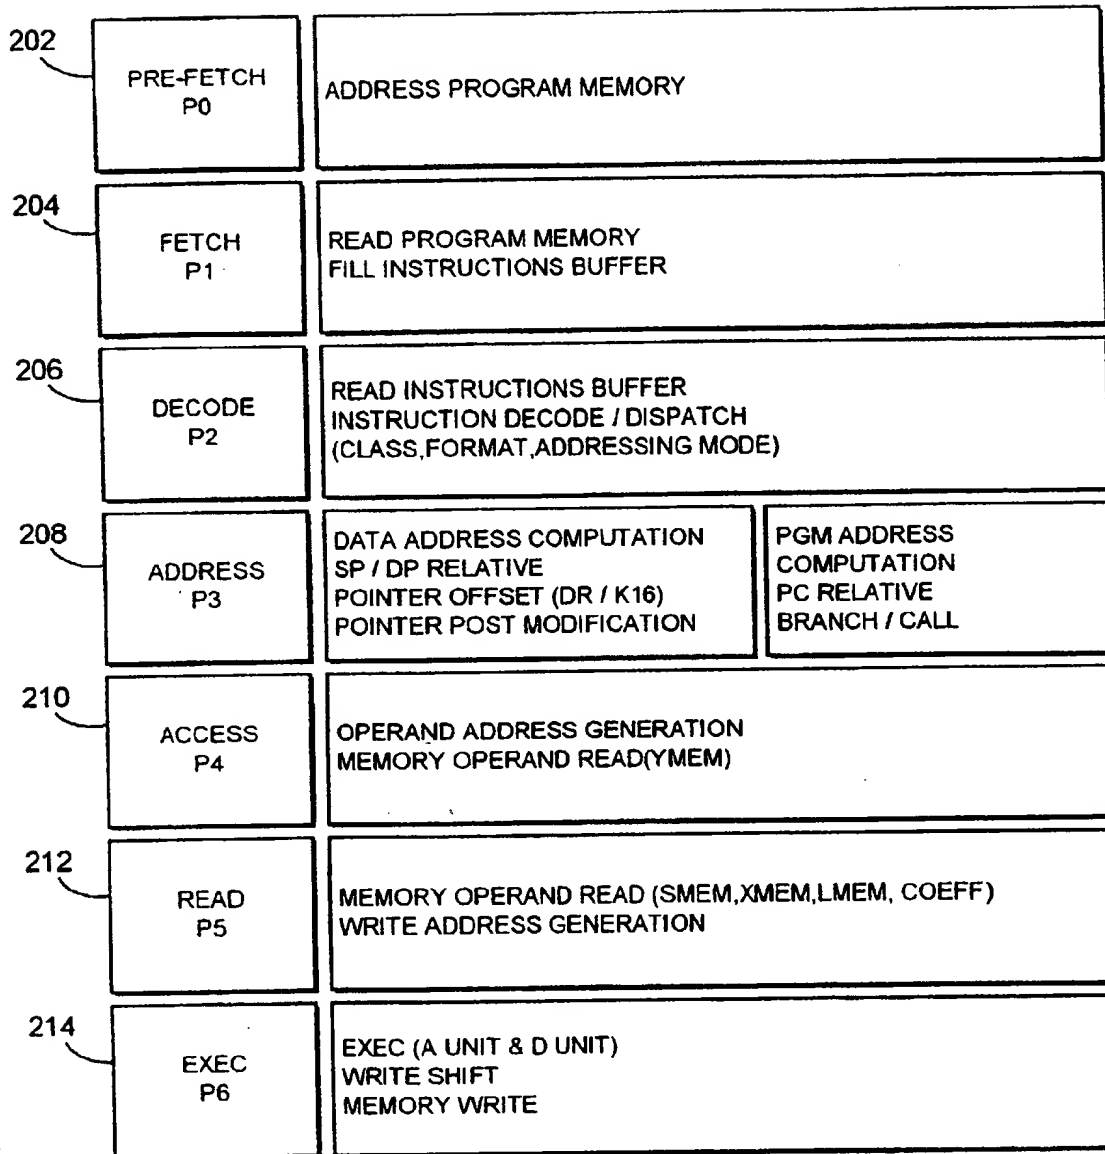 202
PRE-FETCH
P0
ADDRESS PROGRAM MEMORY
204
FETCH
P1
READ PROGRAM MEMORY
FILL INSTRUCTIONS BUFFER
206
DECODE
P2
READ INSTRUCTIONS BUFFER
INSTRUCTION DECODE / DISPATCH
(CLASS,FORMAT,ADDRESSING MODE)
208
ADDRESS
P3
DATA ADDRESS COMPUTATION
SP / DP RELATIVE
POINTER OFFSET (DR / K16)
POINTER POST MODIFICATION
PGM ADDRESS
COMPUTATION
PC RELATIVE
BRANCH / CALL
210
ACCESS
P4
OPERAND ADDRESS GENERATION
MEMORY OPERAND READ(YMEM)
212
READ
P5
MEMORY OPERAND READ (SMEM,XMEM,LMEM, COEFF)
WRITE ADDRESS GENERATION
214
EXEC
P6
EXEC (A UNIT & D UNIT)
WRITE SHIFT
MEMORY WRITE